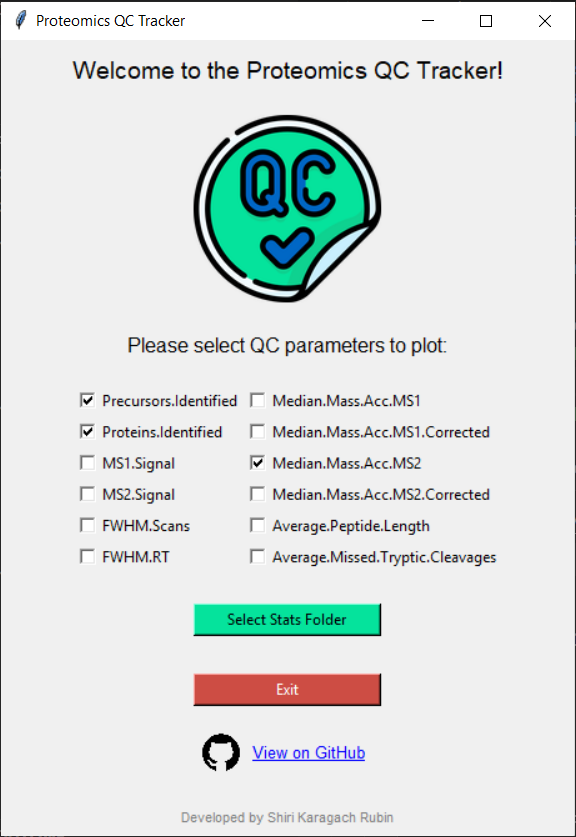 Proteomics QC Tracker
Welcome to the Proteomics QC Tracker!
QC
Please select QC parameters to plot:
Precursors.Identified
Median.Mass.Acc.MS1
Proteins.Identified
Median.Mass.Acc.MS1.Corrected
MS1.Signal
Median.Mass.Acc.MS2
MS2.Signal
Median.Mass.Acc.MS2.Corrected
FWHM.Scans
Average.Peptide.Length
FWHM.RT
Average.Missed.Tryptic.Cleavages
Select Stats Folder
Exit
View on GitHub
Developed by Shiri Karagach Rubin